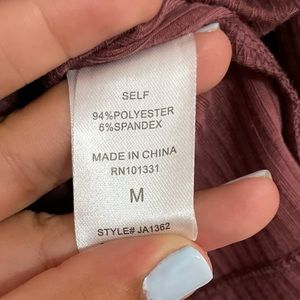 SELF
94%POLYESTER
6%SPANDEX
MADE IN CHINA
RN101331
M
STYLE# JA1362